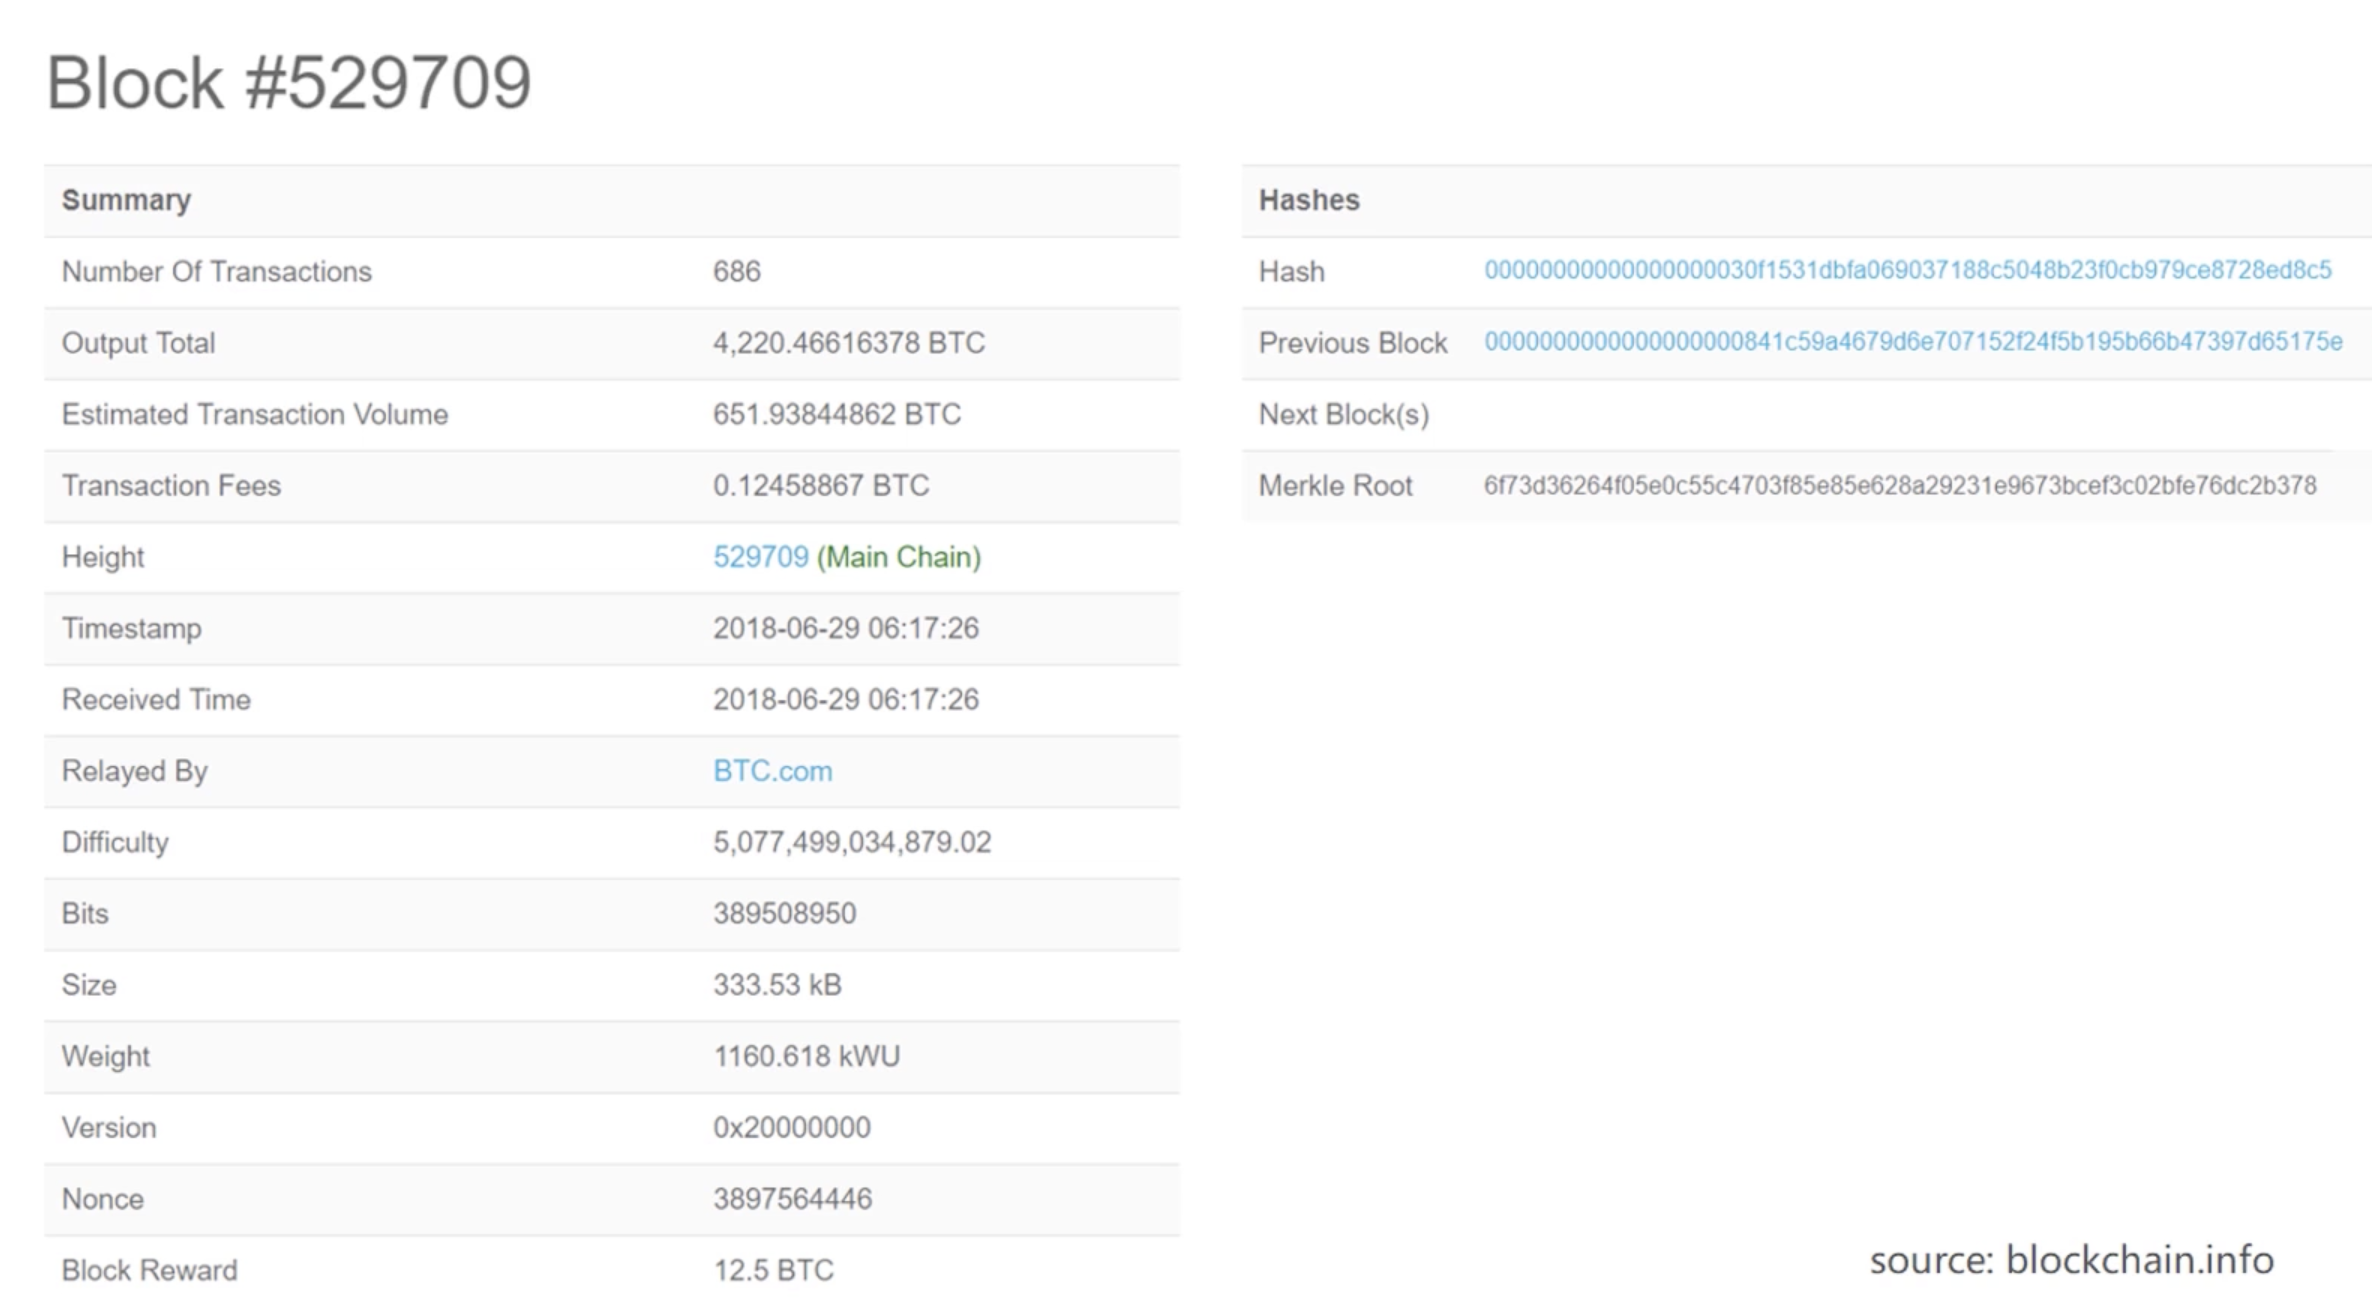 Block #529709
Summary
Number Of Transactions 686
Output Total 4,220.46616378 BTC
Estimated Transaction Volume 651.93844862 BTC
Transaction Fees 0.12458867 BTC
Height 529709 (Main Chain)
Timestamp 2018-06-29 06:17:26
Received Time 2018-06-29 06:17:26
Relayed By BTC.com
Difficulty 5,077,499,034,879.02
Bits 389508950
Size 333.53 kB
Weight 1160.618 kWU
Version 0x20000000
Nonce 3897564446
Block Reward 12.5 BTC
Hashes
Hash 00000000000000000030f1531dbfa069037188c5048b23f0cb979ce8728ed8c5
Previous Block 0000000000000000000841c59a4679d6e707152f24f5b195b66b47397d65175e
Next Block(s)
Merkle Root 6f73d36264f05e0c55c4703f85e85e628a29231e9673bcef3c02bfe76dc2b378
source: blockchain.info